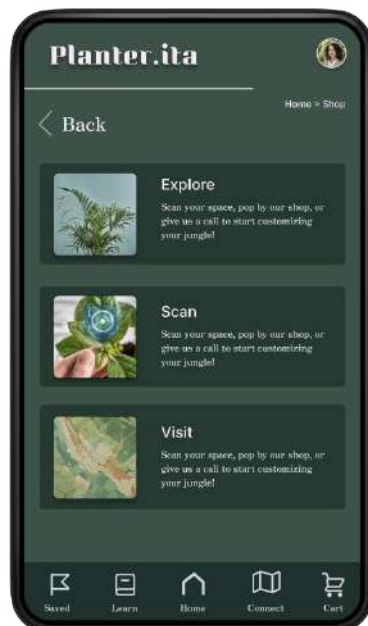 Planter.ita
Home > Shop
Back
Explore
Scan your space, pop by our shop, or
give us a call to start customizing
your jungle!
Scan
Scan your space, pop by our shop, or
give us a call to start customizing
your jungle!
Visit
Scan your space, pop by our shop, or
give us a call to start customizing
your jungle!
Saved
Learn
Home
Connect
Cart